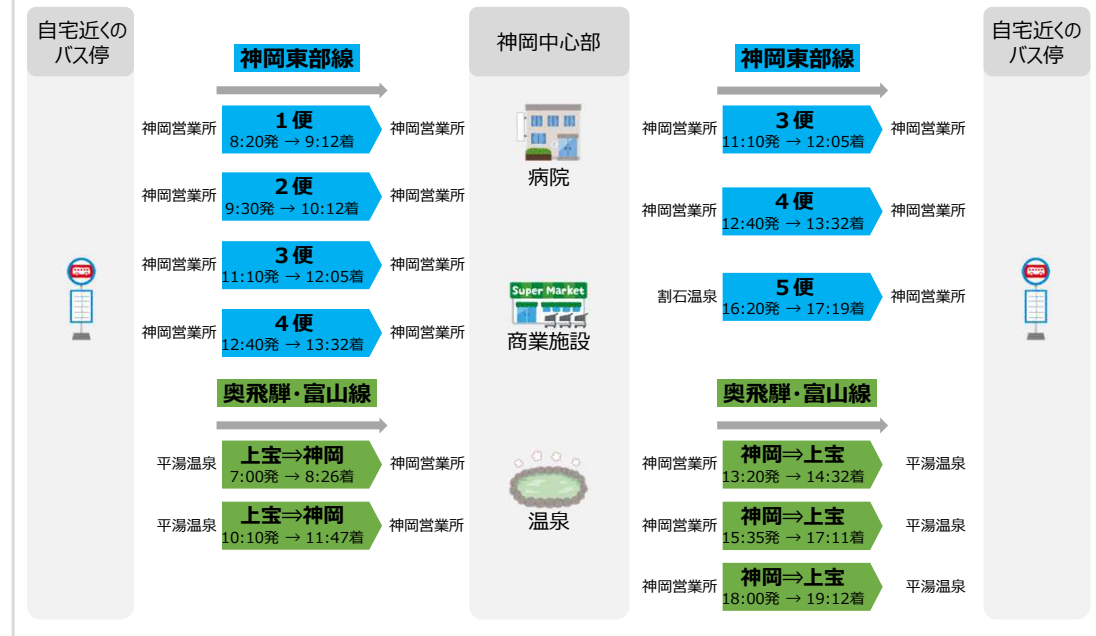 自宅近くの
バス停
神岡中心部
自宅近くの
バス停
神岡東部線
神岡営業所
1便
8:20発 → 9:12着
神岡営業所
神岡営業所
2便
9:30発 → 10:12着
神岡営業所
神岡営業所
3便
11:10発 → 12:05着
神岡営業所
神岡営業所
4便
12:40発 → 13:32着
神岡営業所
奥飛騨・富山線
平湯温泉
上宝⇒神岡
7:00発 → 8:26着
神岡営業所
平湯温泉
上宝⇒神岡
10:10発 → 11:47着
神岡営業所
病院
Super Market
商業施設
温泉
神岡東部線
神岡営業所
3便
11:10発 → 12:05着
神岡営業所
神岡営業所
4便
12:40発 → 13:32着
神岡営業所
割石温泉
5便
16:20発 → 17:19着
神岡営業所
奥飛騨・富山線
神岡営業所
神岡⇒上宝
13:20発 → 14:32着
平湯温泉
神岡営業所
神岡⇒上宝
15:35発 → 17:11着
平湯温泉
神岡営業所
神岡⇒上宝
18:00発 → 19:12着
平湯温泉